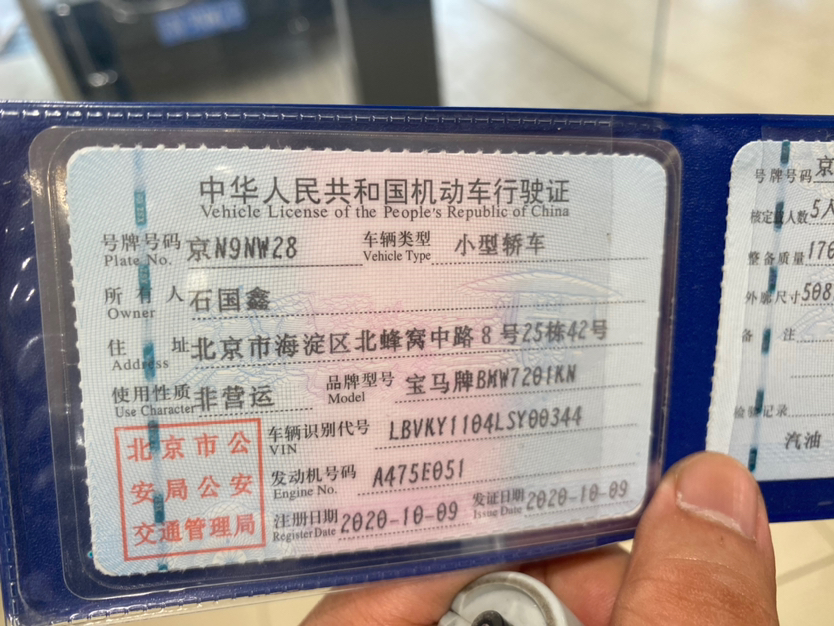 中华人民共和国机动车行驶证
Vehicle License of the People's Republic of China
号牌号码 京N9NW28 车辆类型 小型轿车
Plate No. Vehicle Type
所有人 石国鑫
Owner
住址 北京市海淀区北蜂窝中路8号25栋42号
Address
使用性质 非营运 品牌型号 宝马牌BMW7201KN
Use Character Model
车辆识别代号 LBVKY1104LSY00344
VIN
发动机号码 A475E051
Engine No.
注册日期 2020-10-09 发证日期 2020-10-09
Register Date Issue Date
北京市公
安局公安
交通管理局
号牌号码 京
核定载人数 5人
整备质量 176
外廓尺寸 508
备注
检验记录
汽油